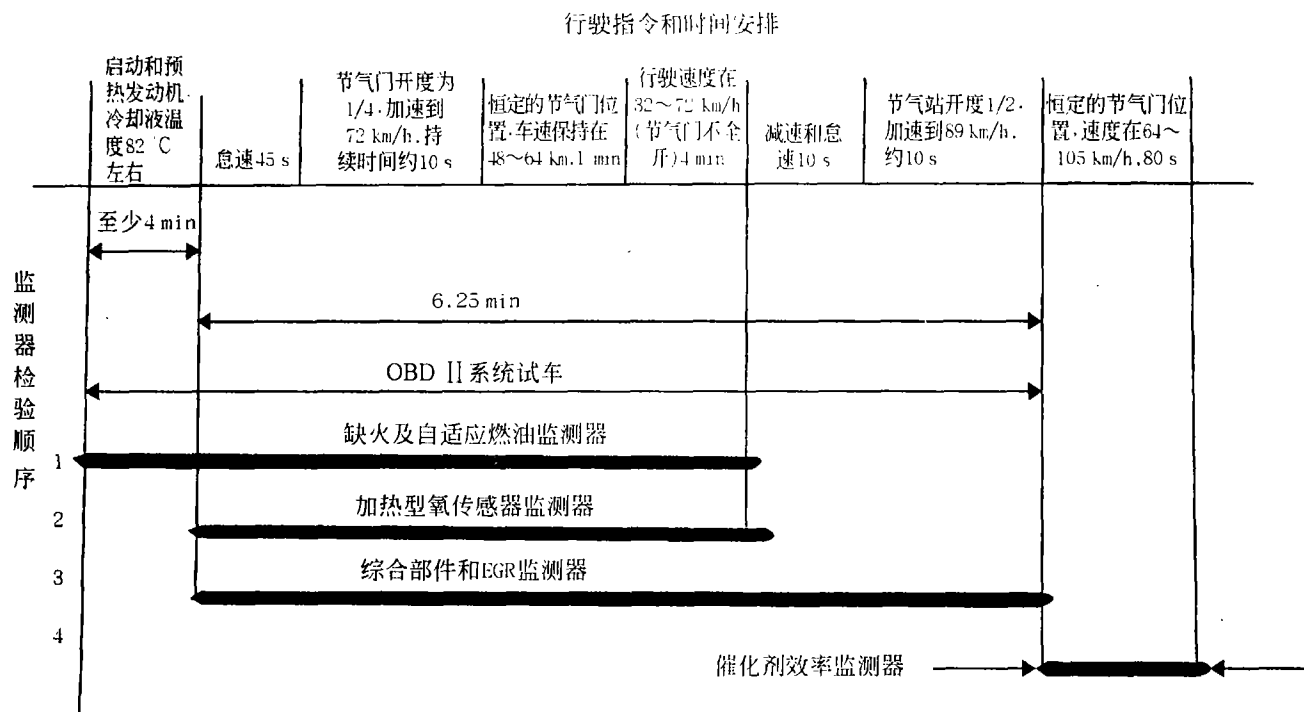 行驶指令和时间安排
启动和预
热发动机.
冷却液温
度82 ℃
左右
怠速45 s
节气门开度为
1/4.加速到
72 km/h.持
续时间约10 s
恒定的节气门位
置.车速保持在
48～64 km.1 min
行驶速度在
32～72 km/h
(节气门不全
开)4 min
减速和怠
速10 s
节气站开度1/2.
加速到89 km/h.
约10 s
恒定的节气门位
置.速度在64～
105 km/h.80 s
至少4 min
6.25 min
OBD II系统试车
监测器检验顺序
缺火及自适应燃油监测器
1
加热型氧传感器监测器
2
综合部件和EGR监测器
3
4
催化剂效率监测器